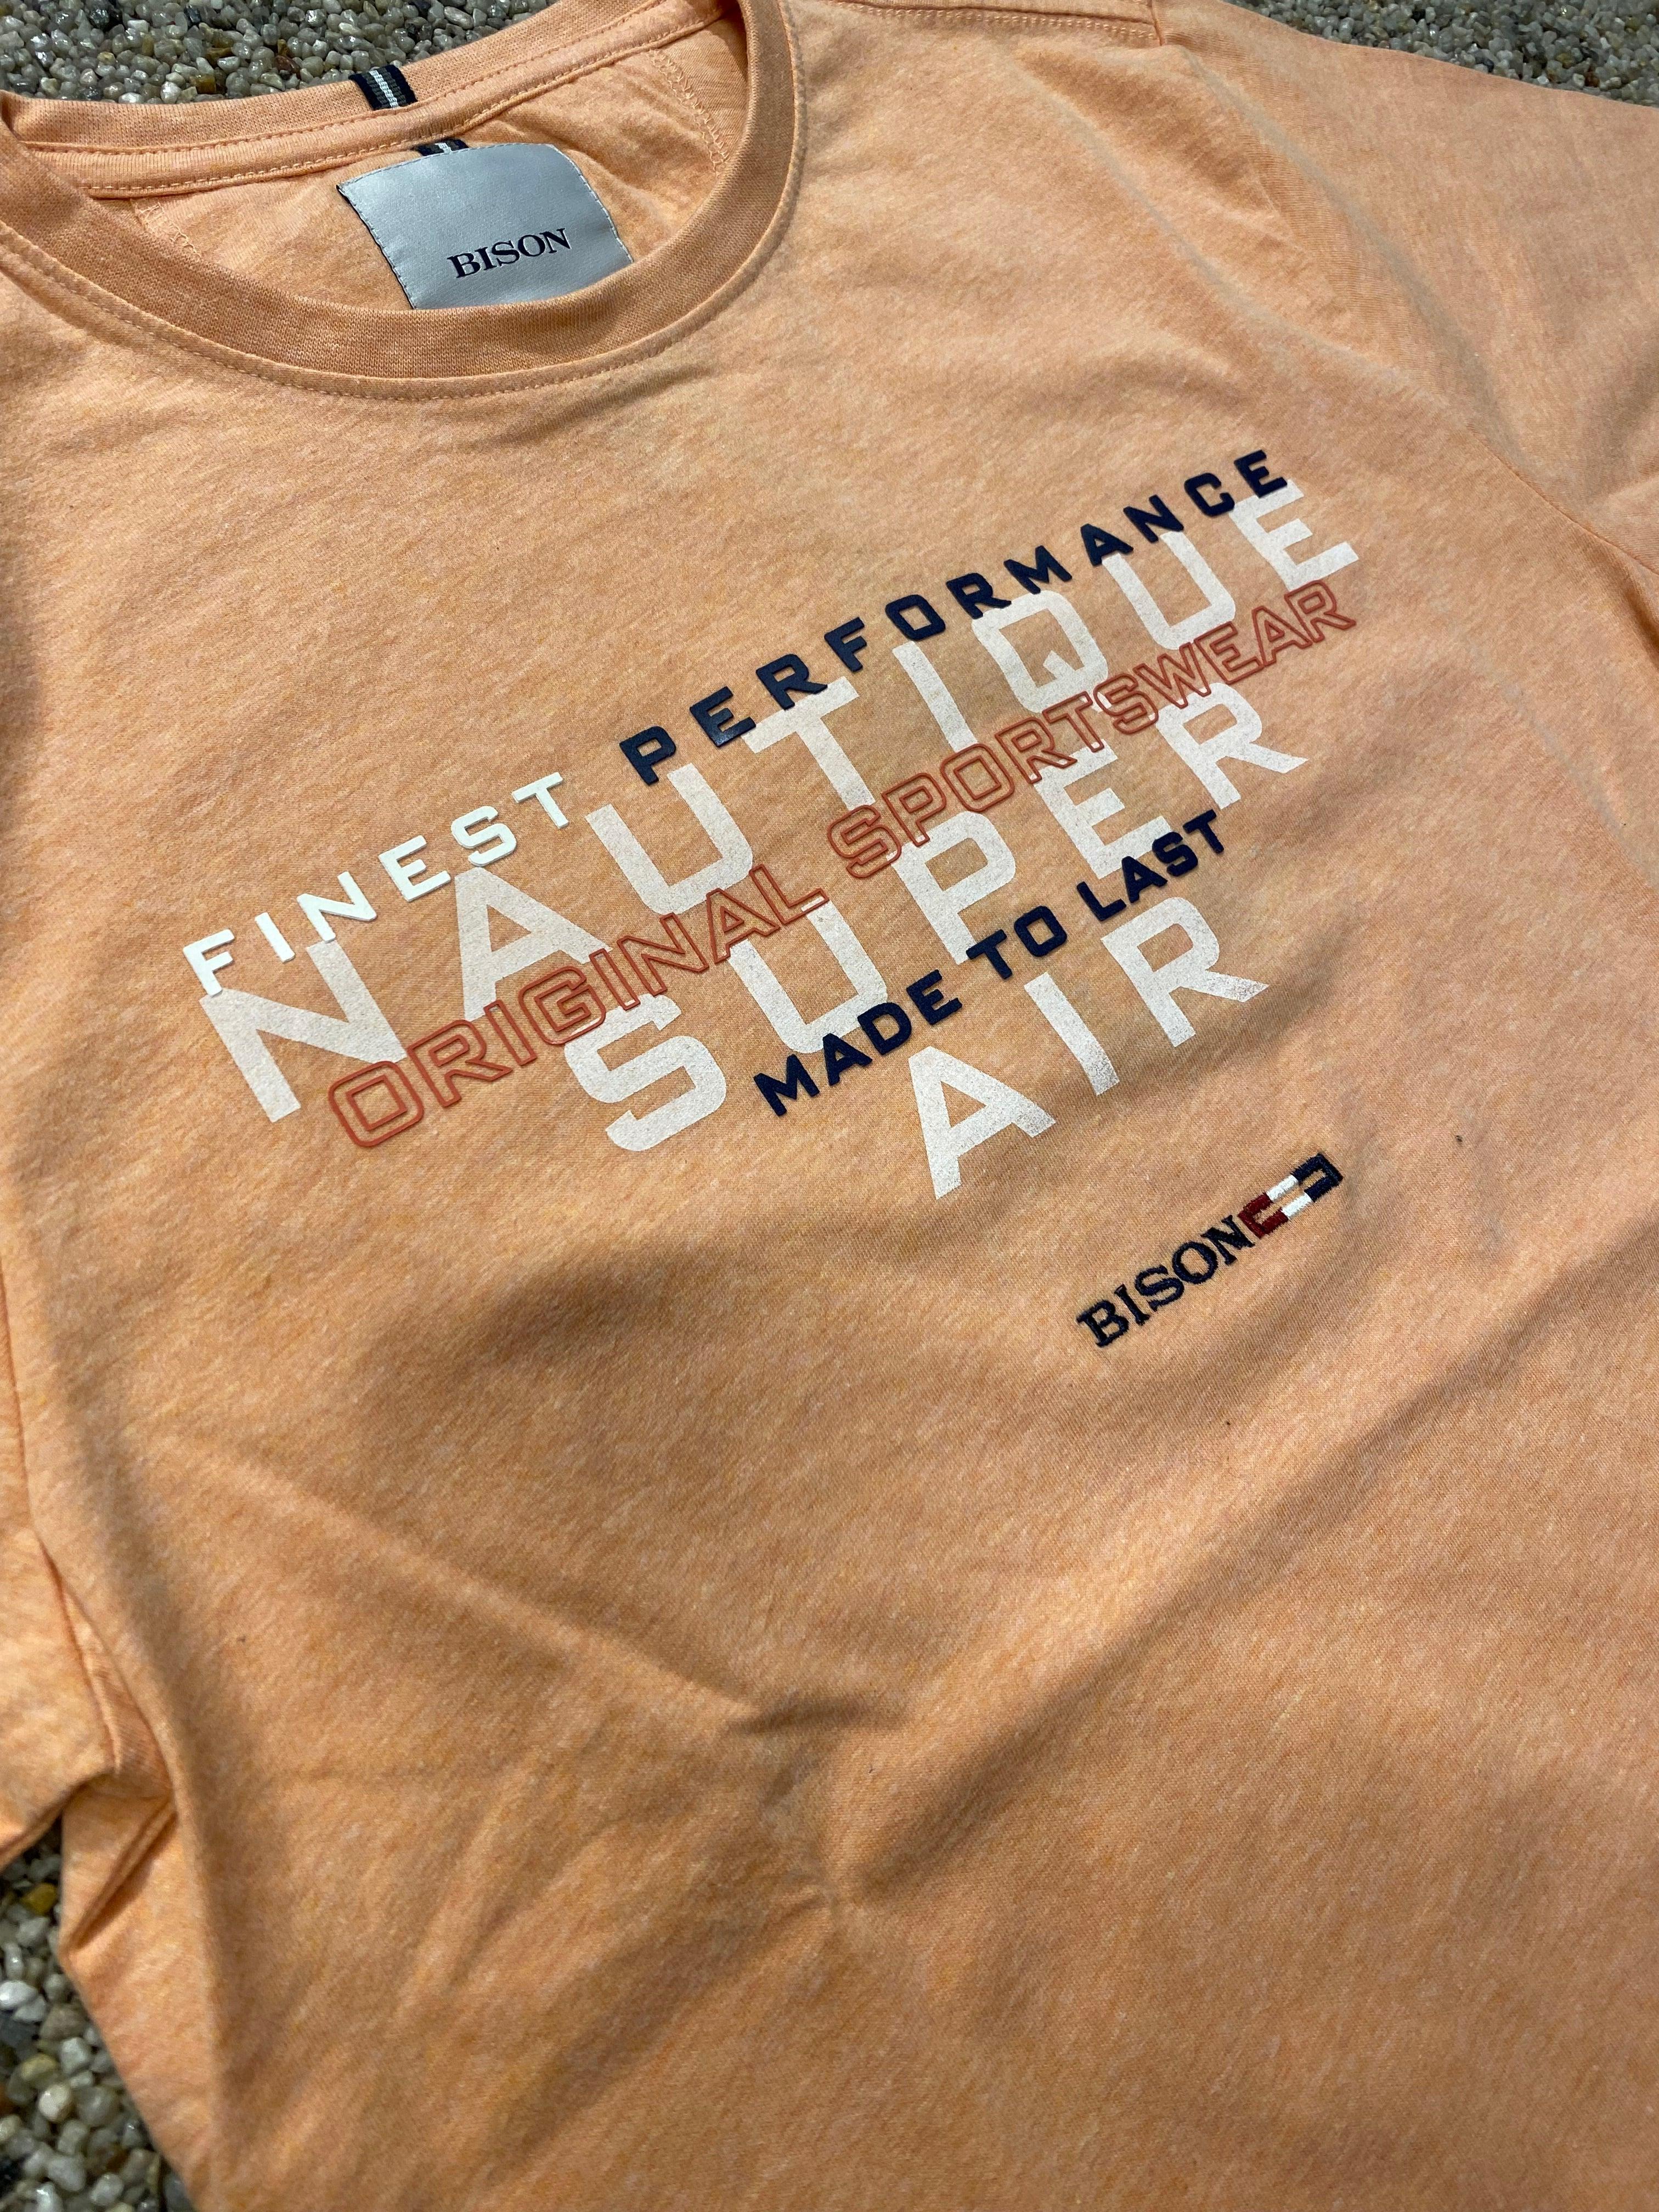 BISON
FINEST PERFORMANCE
NAUTIQUE
ORIGINAL SPORTSWEAR
SUPER
MADE TO LAST
AIR
BISON